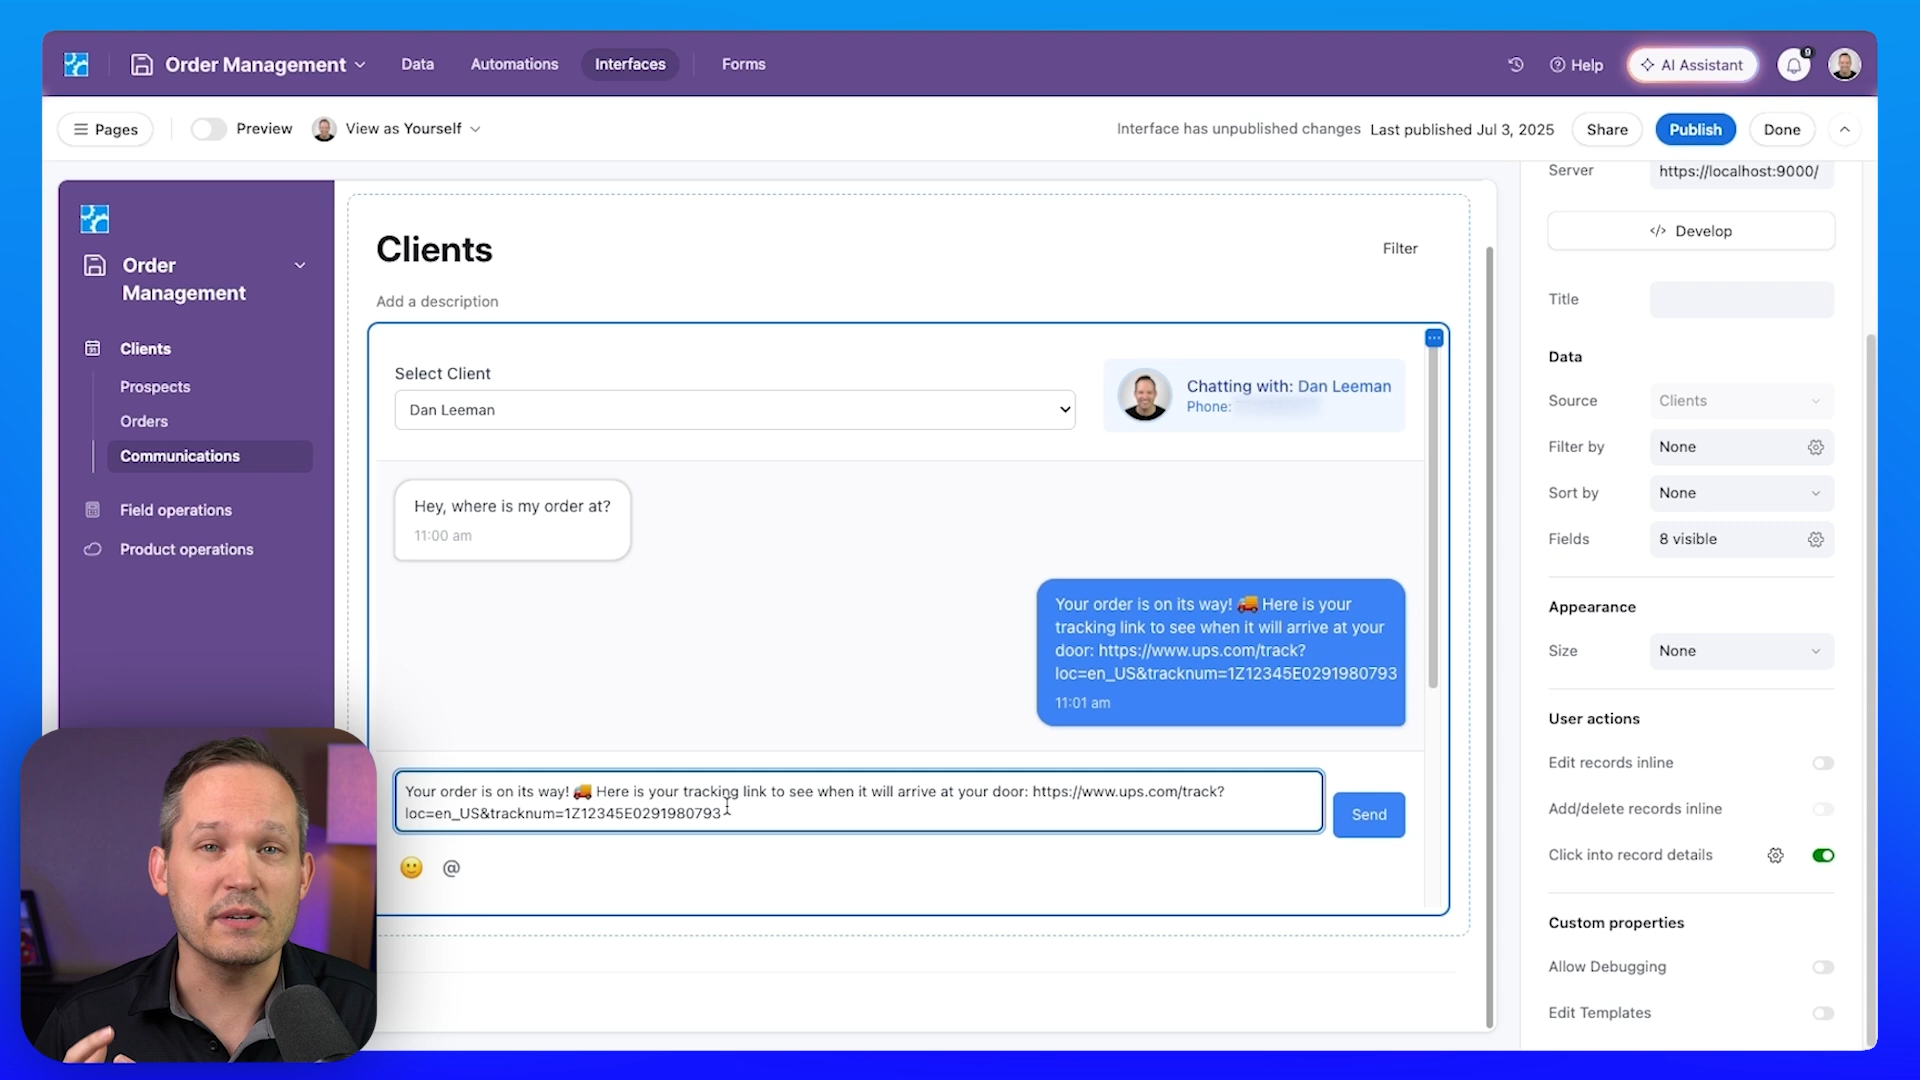 Order Management
Data
Automations
Interfaces
Forms
Help
AI Assistant
9
Pages
Preview
View as Yourself
Interface has unpublished changes
Last published Jul 3, 2025
Share
Publish
Done
Order
Management
Clients
Prospects
Orders
Communications
Field operations
Product operations
Clients
Filter
Add a description
Select Client
Dan Leeman
Chatting with: Dan Leeman
Phone:
Hey, where is my order at?
11:00 am
Your order is on its way! 🚚 Here is your
tracking link to see when it will arrive at your
door: https://www.ups.com/track?
loc=en_US&tracknum=1Z12345E0291980793
11:01 am
Your order is on its way! 🚚 Here is your tracking link to see when it will arrive at your door: https://www.ups.com/track?
loc=en_US&tracknum=1Z12345E0291980793
Send
@
Server
https://localhost:9000/
</> Develop
Title
Data
Source
Clients
Filter by
None
Sort by
None
Fields
8 visible
Appearance
Size
None
User actions
Edit records inline
Add/delete records inline
Click into record details
Custom properties
Allow Debugging
Edit Templates